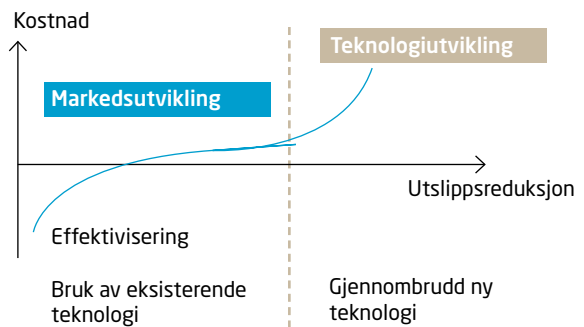 Kostnad
Teknologiutvikling
Markedsutvikling
Utslippsreduksjon
Effektivisering
Bruk av eksisterende
teknologi
Gjennombrudd ny
teknologi